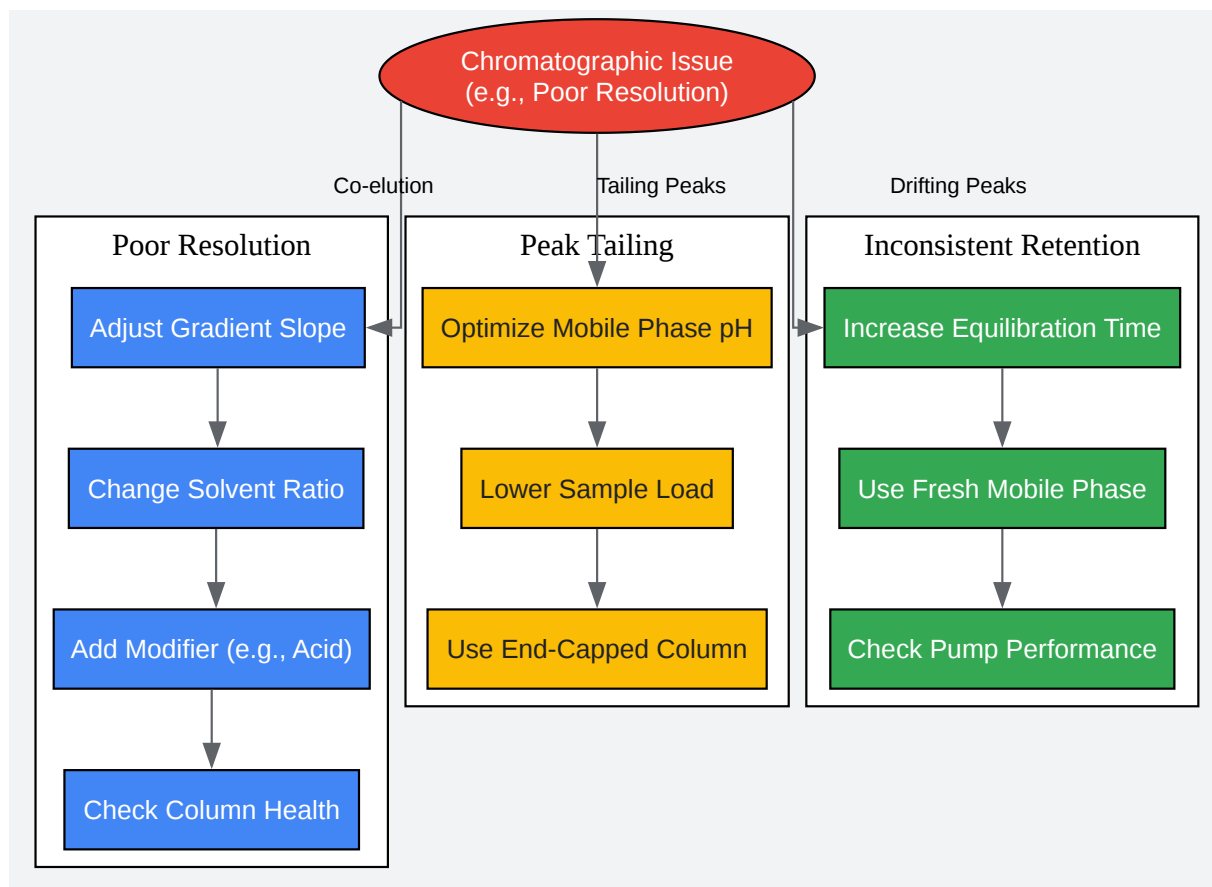 Chromatographic Issue
(e.g., Poor Resolution)
Co-elution
Tailing Peaks
Drifting Peaks
Poor Resolution
Adjust Gradient Slope
Change Solvent Ratio
Add Modifier (e.g., Acid)
Check Column Health
Peak Tailing
Optimize Mobile Phase pH
Lower Sample Load
Use End-Capped Column
Inconsistent Retention
Increase Equilibration Time
Use Fresh Mobile Phase
Check Pump Performance